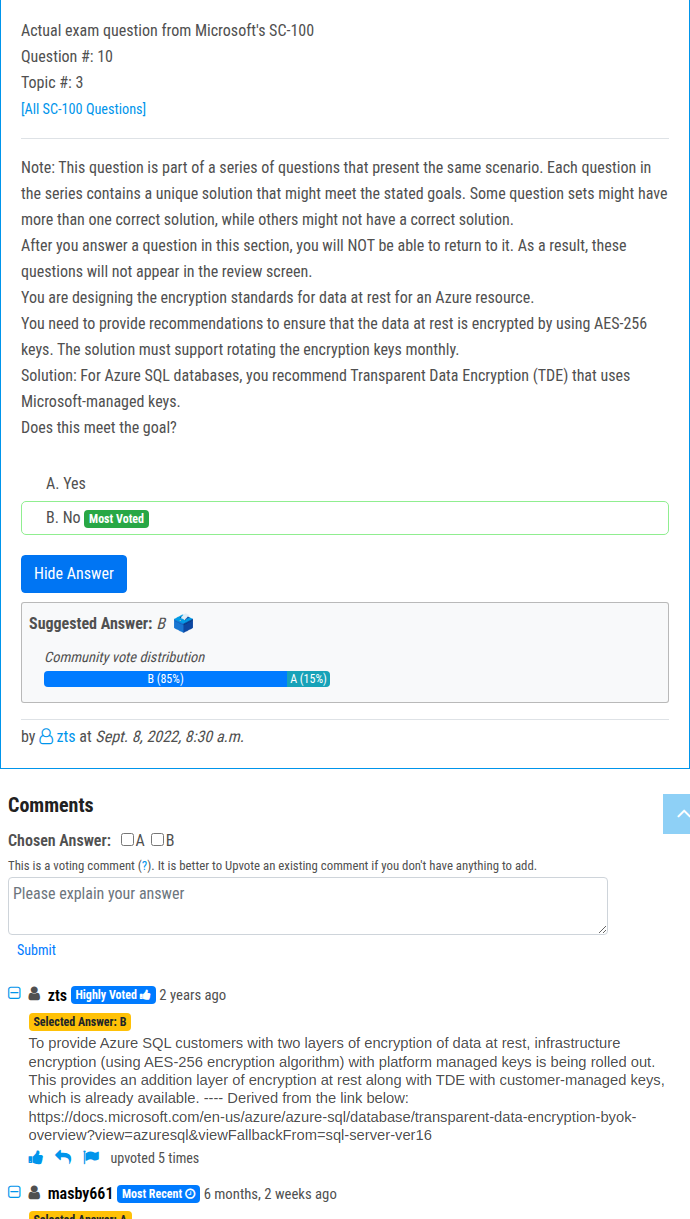 Actual exam question from Microsoft's SC-100
Question #: 10
Topic #: 3
[All SC-100 Questions]
Note: This question is part of a series of questions that present the same scenario. Each question in
the series contains a unique solution that might meet the stated goals. Some question sets might have
more than one correct solution, while others might not have a correct solution.
After you answer a question in this section, you will NOT be able to return to it. As a result, these
questions will not appear in the review screen.
You are designing the encryption standards for data at rest for an Azure resource.
You need to provide recommendations to ensure that the data at rest is encrypted by using AES-256
keys. The solution must support rotating the encryption keys monthly.
Solution: For Azure SQL databases, you recommend Transparent Data Encryption (TDE) that uses
Microsoft-managed keys.
Does this meet the goal?
A. Yes
B. No Most Voted
Hide Answer
Suggested Answer: B
Community vote distribution
B (85%) A (15%)
by zts at Sept. 8, 2022, 8:30 a.m.
Comments
Chosen Answer: A B
This is a voting comment (?). It is better to Upvote an existing comment if you don't have anything to add.
Please explain your answer
Submit
zts Highly Voted 2 years ago
Selected Answer: B
To provide Azure SQL customers with two layers of encryption of data at rest, infrastructure
encryption (using AES-256 encryption algorithm) with platform managed keys is being rolled out.
This provides an addition layer of encryption at rest along with TDE with customer-managed keys,
which is already available. ---- Derived from the link below:
https://docs.microsoft.com/en-us/azure/azure-sql/database/transparent-data-encryption-byok-
overview?view=azuresql&viewFallbackFrom=sql-server-ver16
upvoted 5 times
masby661 Most Recent 6 months, 2 weeks ago
Selected Answer: A